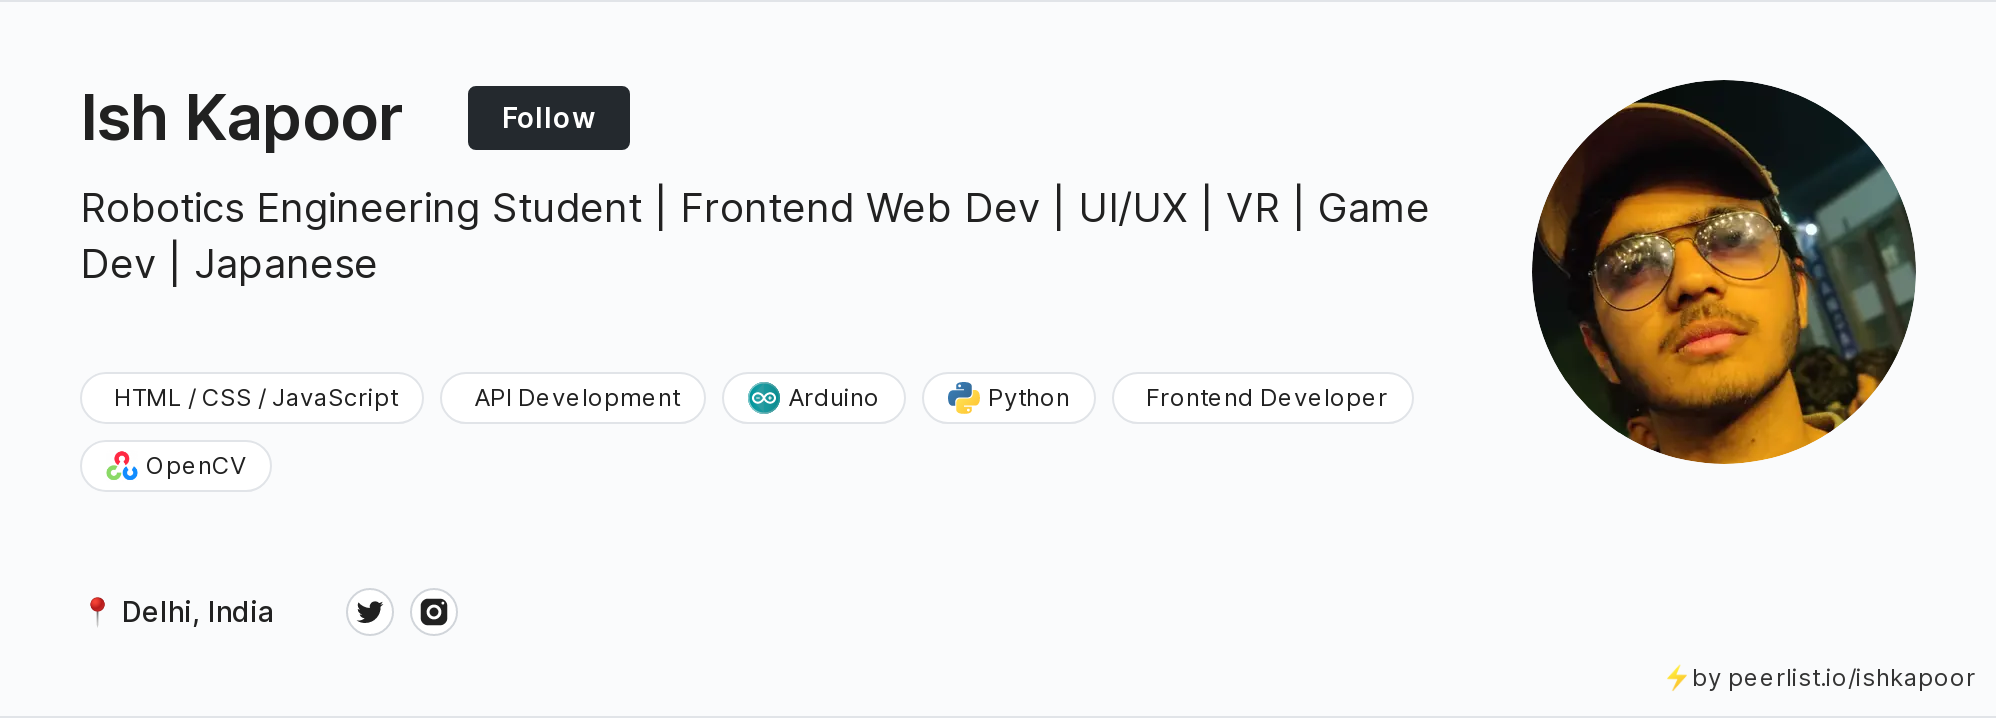 Ish Kapoor
Follow
Robotics Engineering Student | Frontend Web Dev | UI/UX | VR | Game
Dev | Japanese
HTML / CSS / JavaScript
API Development
Arduino
Python
Frontend Developer
OpenCV
Delhi, India
by peerlist.io/ishkapoor